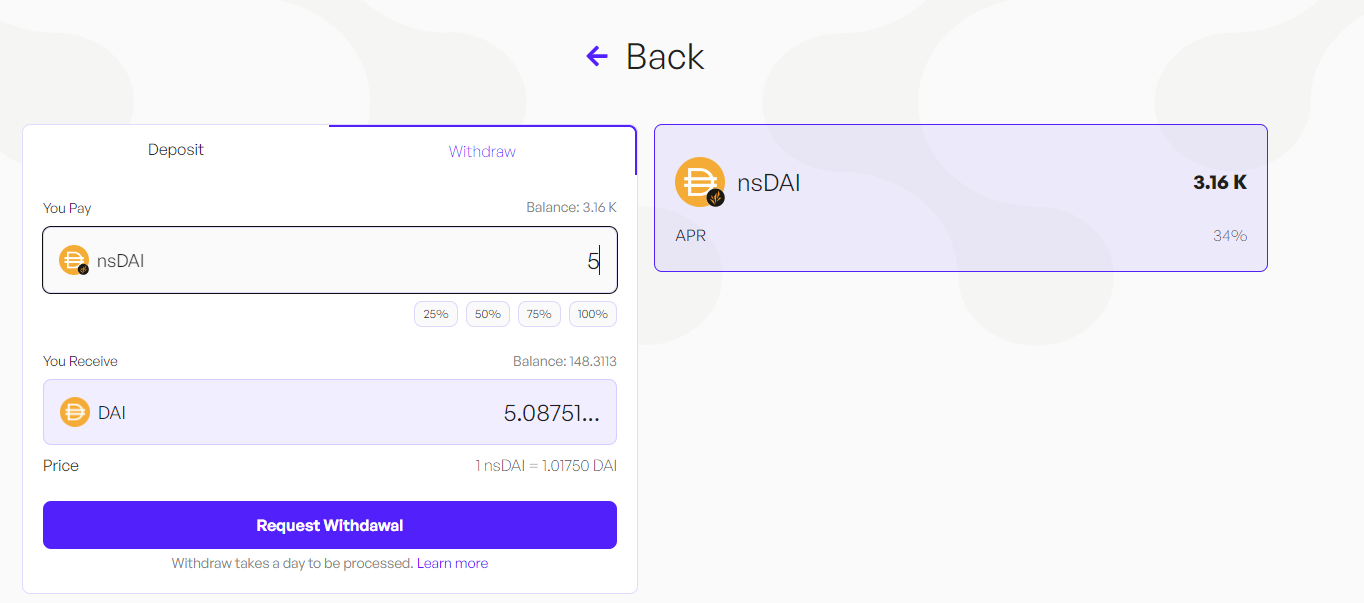 Back
Deposit
Withdraw
You Pay
Balance: 3.16 K
nsDAI
5
25%
50%
75%
100%
You Receive
Balance: 148.3113
DAI
5.08751...
Price
1 nsDAI = 1.01750 DAI
Request Withdawal
Withdraw takes a day to be processed. Learn more
nsDAI
3.16 K
APR
34%